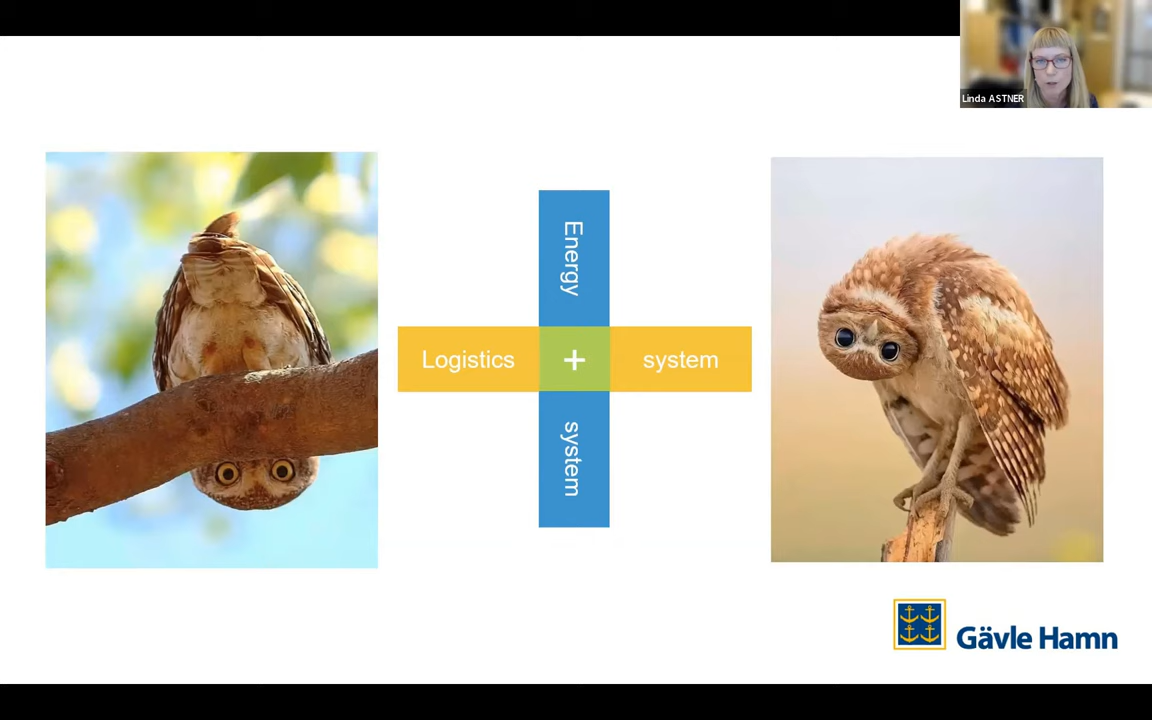 Linda ASTNER
Energy
Logistics + system
system
Gävle Hamn